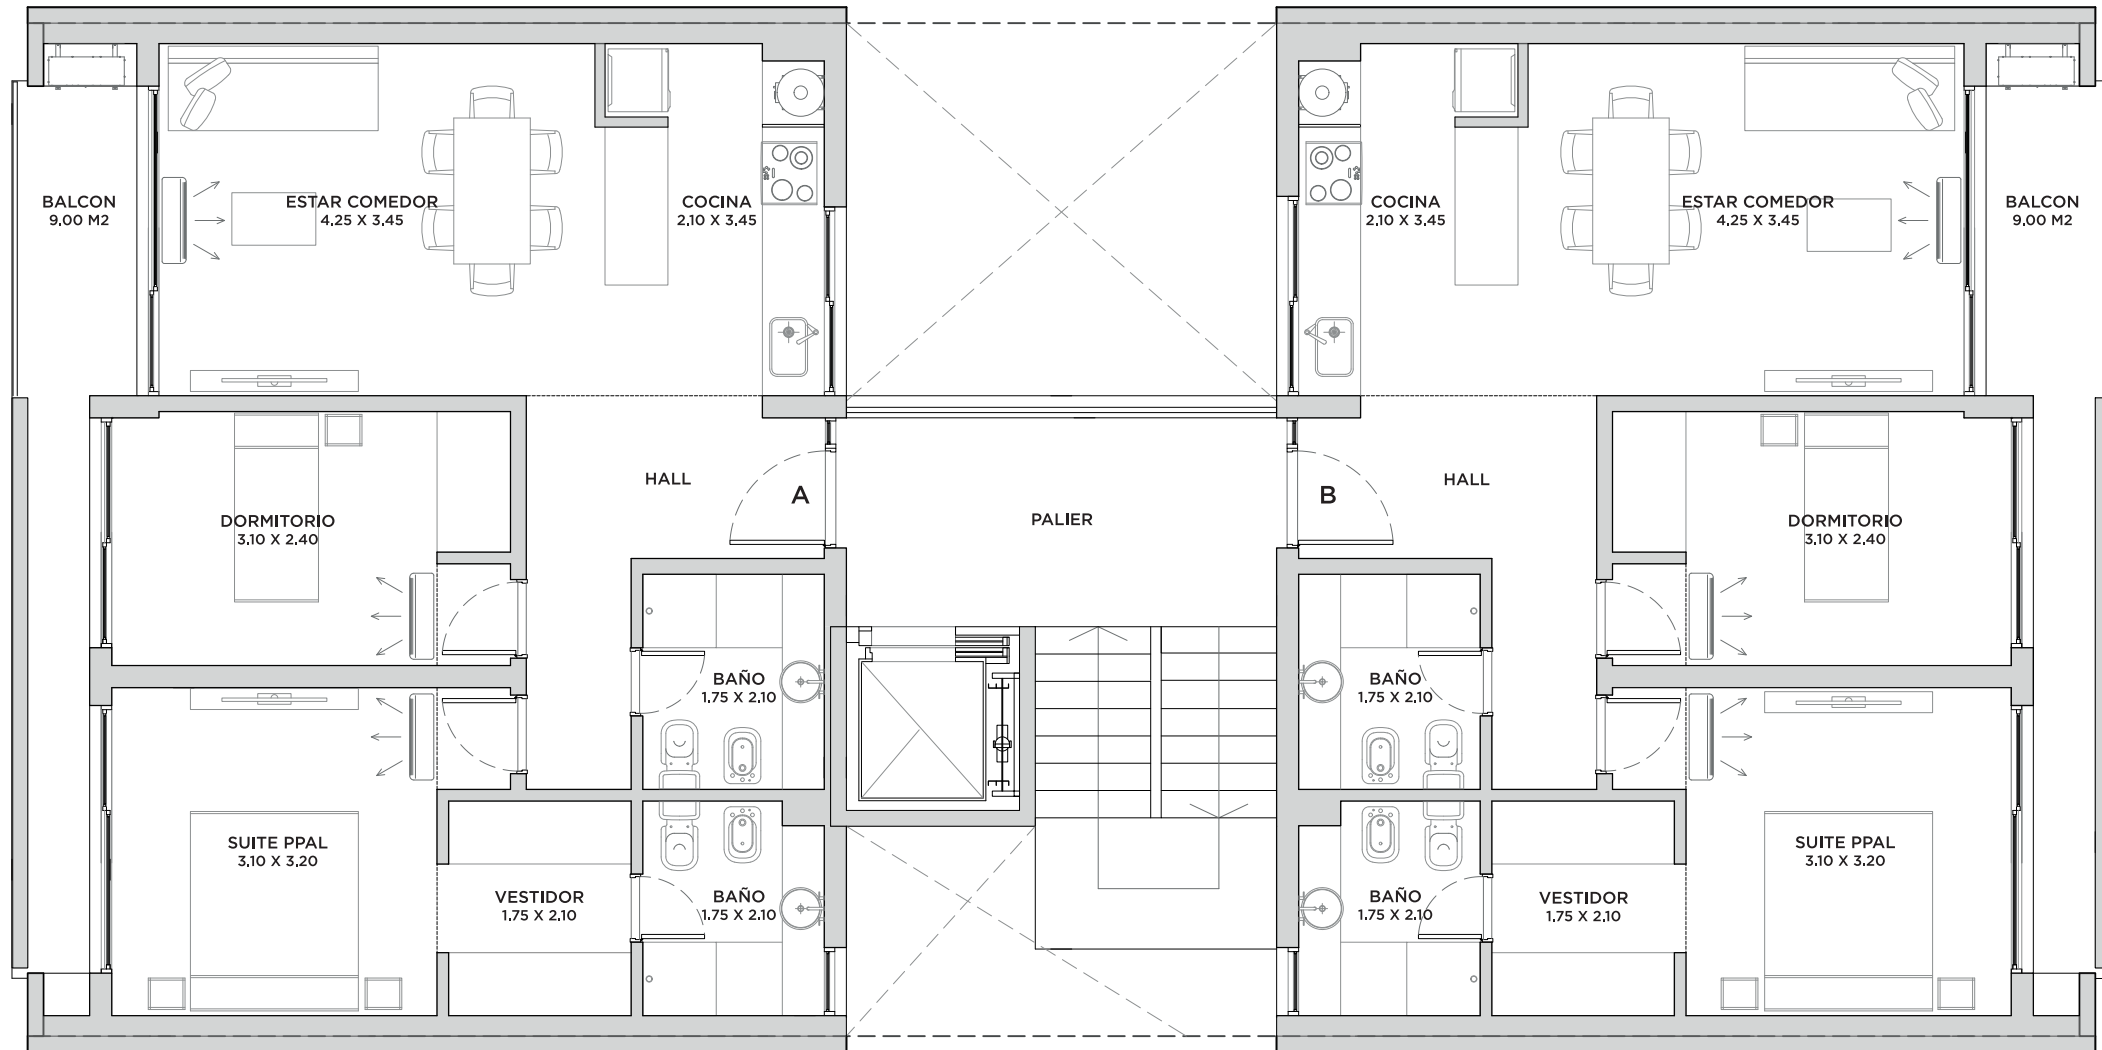 BALCON
9,00 M2
ESTAR COMEDOR
4,25 X 3,45
COCINA
2,10 X 3,45
COCINA
2,10 X 3,45
ESTAR COMEDOR
4,25 X 3,45
BALCON
9,00 M2
HALL
A
PALIER
B
HALL
DORMITORIO
3,10 X 2,40
DORMITORIO
3,10 X 2,40
BAÑO
1,75 X 2,10
BAÑO
1,75 X 2,10
SUITE PPAL
3,10 X 3,20
VESTIDOR
1,75 X 2,10
BAÑO
1,75 X 2,10
BAÑO
1,75 X 2,10
VESTIDOR
1,75 X 2,10
SUITE PPAL
3,10 X 3,20